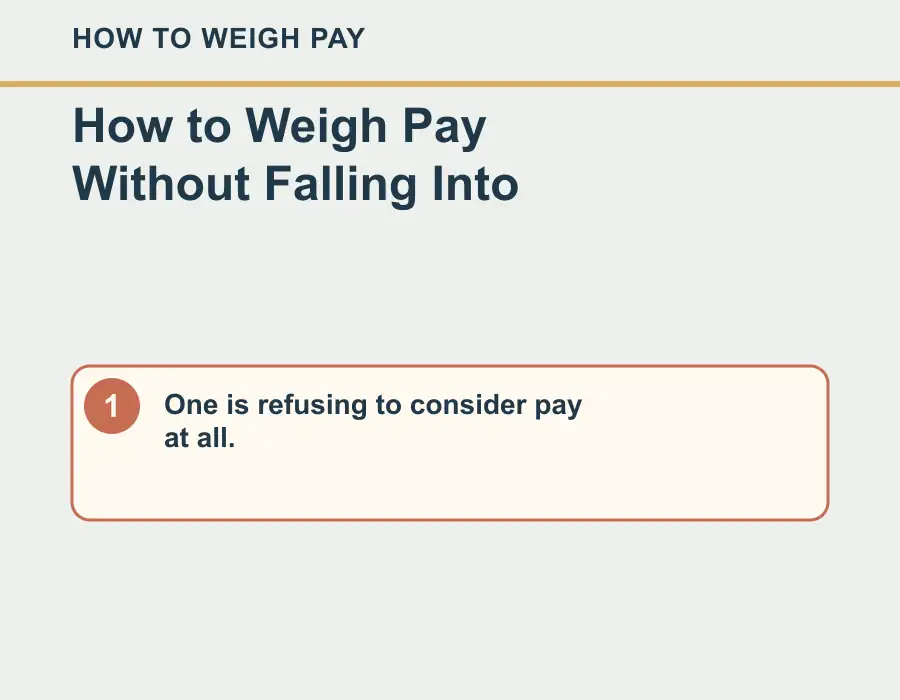 HOW TO WEIGH PAY
How to Weigh Pay
Without Falling Into
1
One is refusing to consider pay
at all.